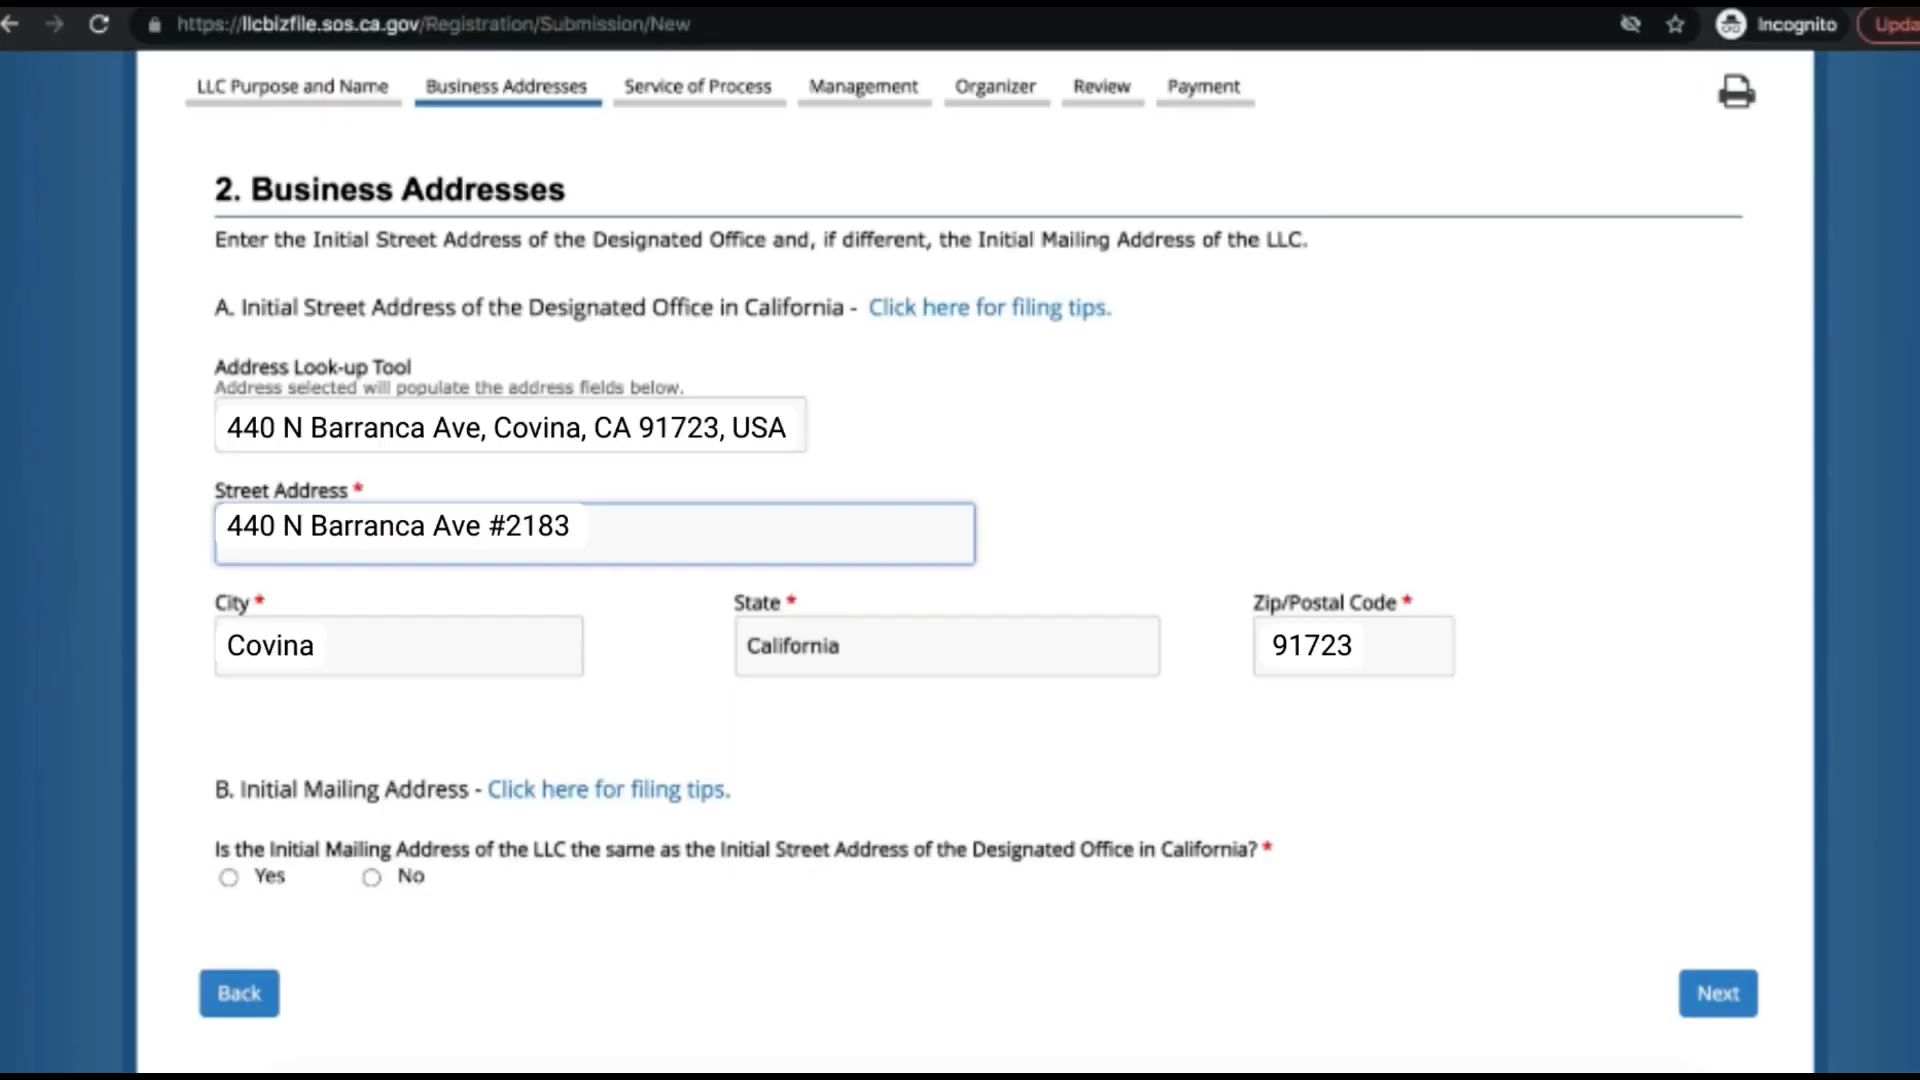 https://llcbizfile.sos.ca.gov/Registration/Submission/New
Incognito
Upda
LLC Purpose and Name
Business Addresses
Service of Process
Management
Organizer
Review
Payment
2. Business Addresses
Enter the Initial Street Address of the Designated Office and, if different, the Initial Mailing Address of the LLC.
A. Initial Street Address of the Designated Office in California - Click here for filing tips.
Address Look-up Tool
Address selected will populate the address fields below.
440 N Barranca Ave, Covina, CA 91723, USA
Street Address *
440 N Barranca Ave #2183
City * State * Zip/Postal Code *
Covina California 91723
B. Initial Mailing Address - Click here for filing tips.
Is the Initial Mailing Address of the LLC the same as the Initial Street Address of the Designated Office in California? *
Yes No
Back Next